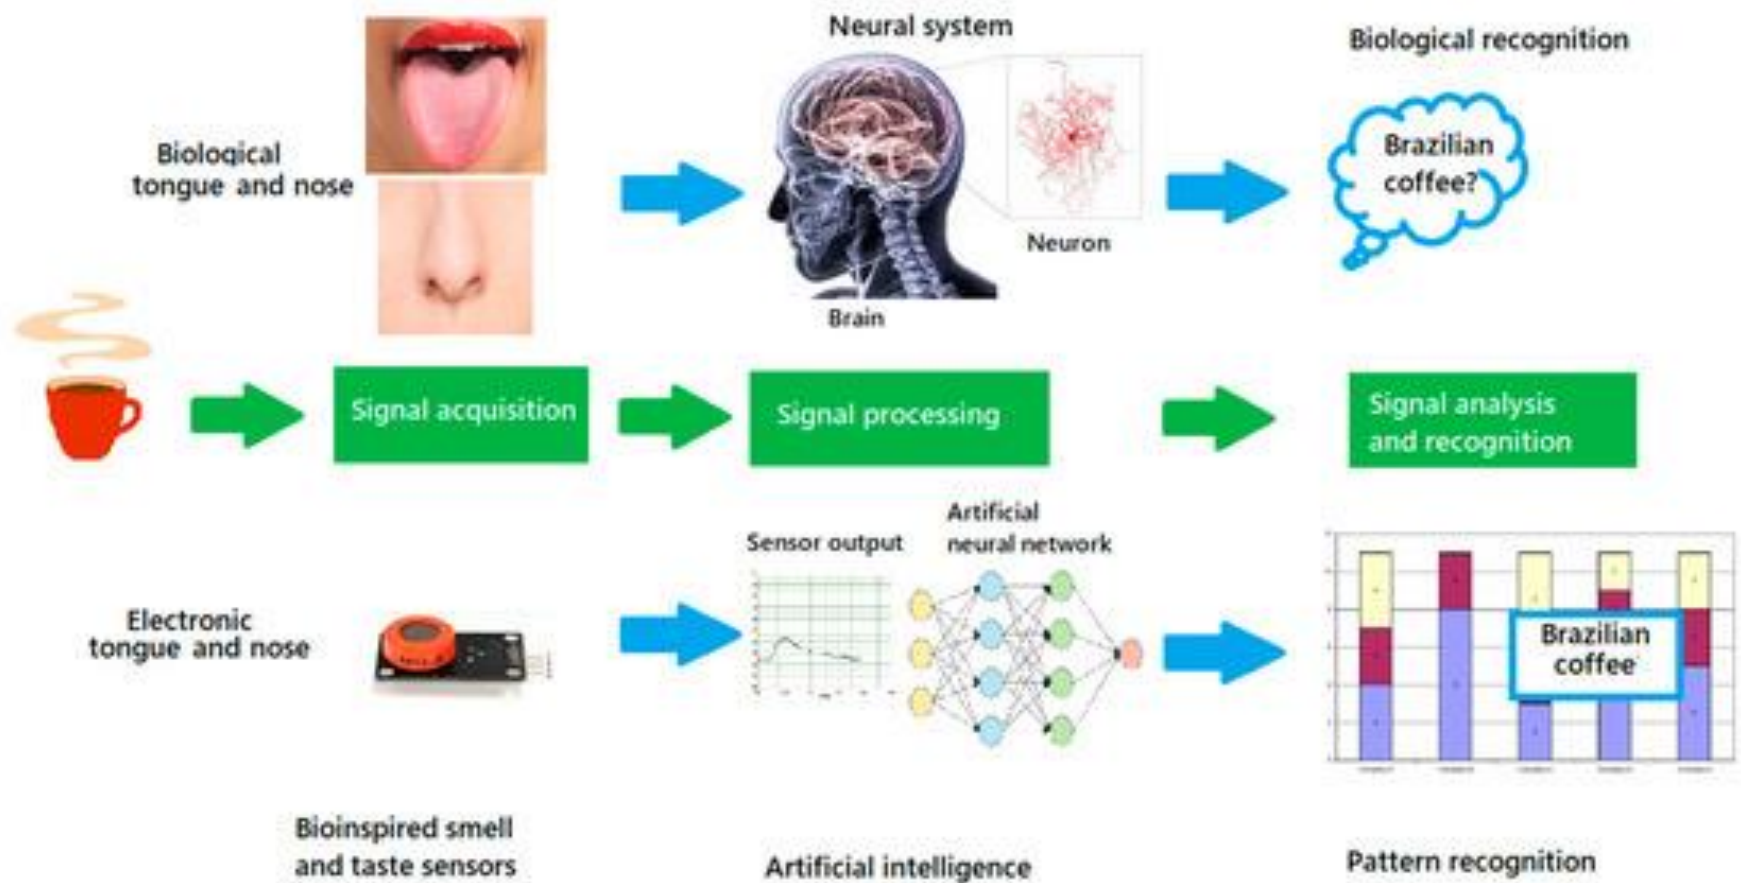 Neural system
Biological recognition
Biological
tongue and nose
Brazilian
coffee?
Neuron
Brain
Signal acquisition
Signal processing
Signal analysis
and recognition
Sensor output
Artificial
neural network
Electronic
tongue and nose
Brazilian
coffee
Bioinspired smell
and taste sensors
Artificial intelligence
Pattern recognition